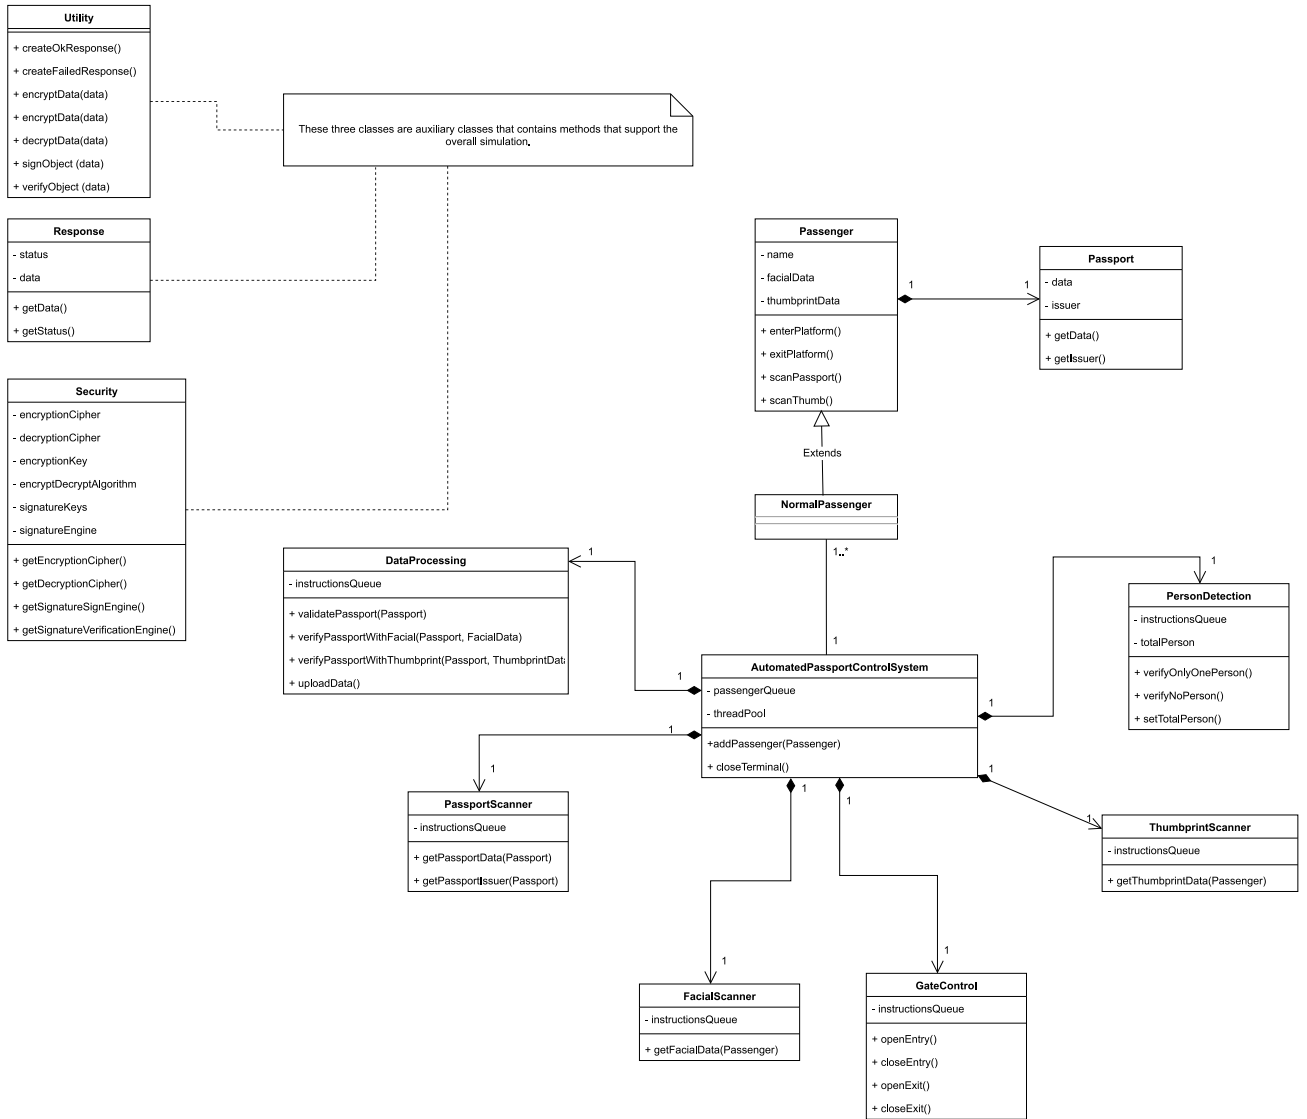 Utility
+ createOkResponse()
+ createFailedResponse()
+ encryptData(data)
+ encryptData(data)
+ decryptData(data)
+ signObject (data)
+ verifyObject (data)
These three classes are auxiliary classes that contains methods that support the
overall simulation.
Response
- status
- data
+ getData()
+ getStatus()
Security
- encryptionCipher
- decryptionCipher
- encryptionKey
- encryptDecryptAlgorithm
- signatureKeys
- signatureEngine
+ getEncryptionCipher()
+ getDecryptionCipher()
+ getSignatureSignEngine()
+ getSignatureVerificationEngine()
Passenger
- name
- facialData
- thumbprintData
+ enterPlatform()
+ exitPlatform()
+ scanPassport()
+ scanThumb()
1
1
Passport
- data
- issuer
+ getData()
+ getIssuer()
Extends
NormalPassenger
1..*
1
DataProcessing
- instructionsQueue
+ validatePassport(Passport)
+ verifyPassportWithFacial(Passport, FacialData)
+ verifyPassportWithThumbprint(Passport, ThumbprintData
+ uploadData()
1
1
AutomatedPassportControlSystem
- passengerQueue
- threadPool
+addPassenger(Passenger)
+ closeTerminal()
1
1
PersonDetection
- instructionsQueue
- totalPerson
+ verifyOnlyOnePerson()
+ verifyNoPerson()
+ setTotalPerson()
1
1
PassportScanner
- instructionsQueue
+ getPassportData(Passport)
+ getPassportIssuer(Passport)
1
1
ThumbprintScanner
- instructionsQueue
+ getThumbprintData(Passenger)
1
1
FacialScanner
- instructionsQueue
+ getFacialData(Passenger)
1
1
GateControl
- instructionsQueue
+ openEntry()
+ closeEntry()
+ openExit()
+ closeExit()